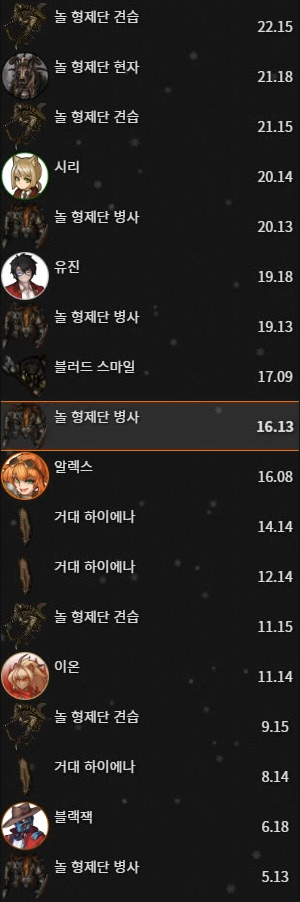 놀 형제단 견습
22.15
놀 형제단 현자
21.18
놀 형제단 견습
21.15
시리
20.14
놀 형제단 병사
20.13
유진
19.18
놀 형제단 병사
19.13
블러드 스마일
17.09
놀 형제단 병사
16.13
알렉스
16.08
거대 하이에나
14.14
거대 하이에나
12.14
놀 형제단 견습
11.15
이온
11.14
놀 형제단 견습
9.15
거대 하이에나
8.14
블랙잭
6.18
놀 형제단 병사
5.13